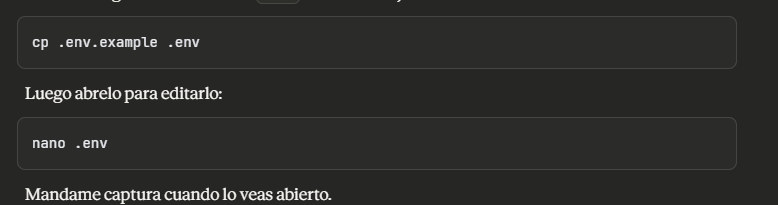 cp .env.example .env
Luego abrelo para editarlo:
nano .env
Mandame captura cuando lo veas abierto.